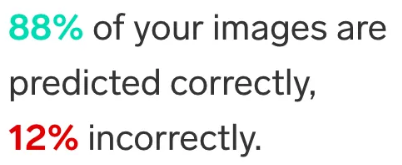 88% of your images are
predicted correctly,
12% incorrectly.